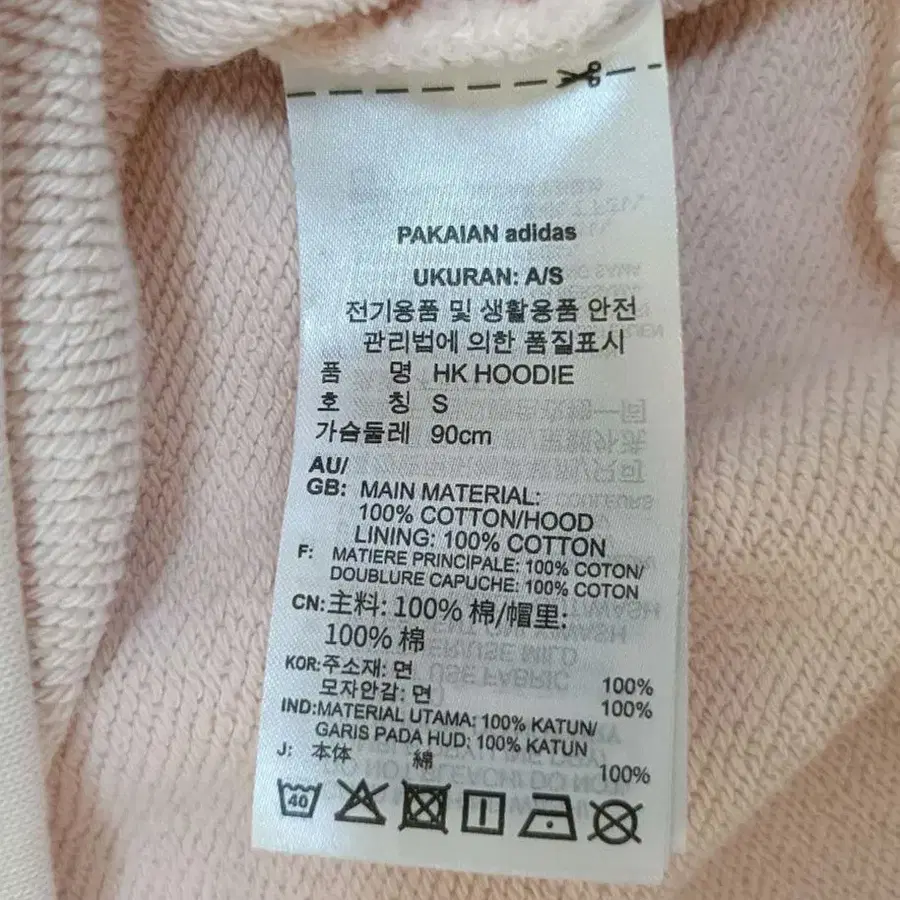 PAKAIAN adidas
UKURAN: A/S
전기용품 및 생활용품 안전
관리법에 의한 품질표시
품 명 HK HOODIE
호 칭 S
가슴둘레 90cm
AU/
GB: MAIN MATERIAL:
100% COTTON/HOOD
LINING: 100% COTTON
F: MATIERE PRINCIPALE: 100% COTON/
DOUBLURE CAPUCHE: 100% COTON
CN: 主料: 100% 棉/帽里:
100% 棉
KOR: 주소재: 면 100%
모자안감: 면 100%
IND: MATERIAL UTAMA: 100% KATUN/
GARIS PADA HUD: 100% KATUN
J: 本体 綿 100%
40